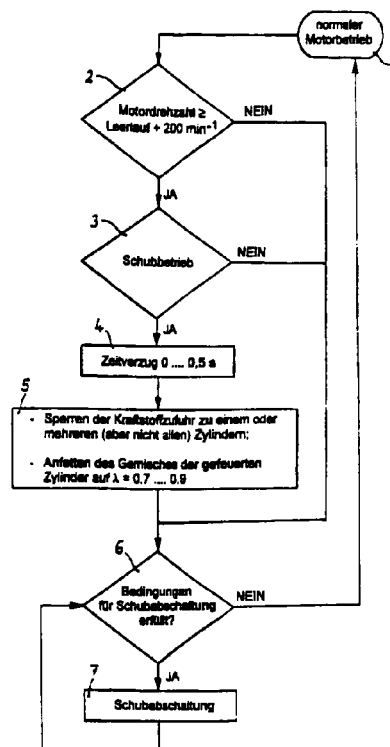 normaler
Motorbetrieb
2
Motordrehzahl ≥
Leerlauf + 200 min⁻¹
NEIN
JA
3
Schubbetrieb
NEIN
JA
4
Zeitverzug 0 .... 0,5 s
5
- Sperren der Kraftstoffzufuhr zu einem oder
mehreren (aber nicht allen) Zylindern;
- Anfetten des Gemisches der gefeuerten
Zylinder auf λ = 0.7 .... 0.9
6
Bedingungen
für Schubabschaltung
erfüllt?
NEIN
JA
7
Schubabschaltung